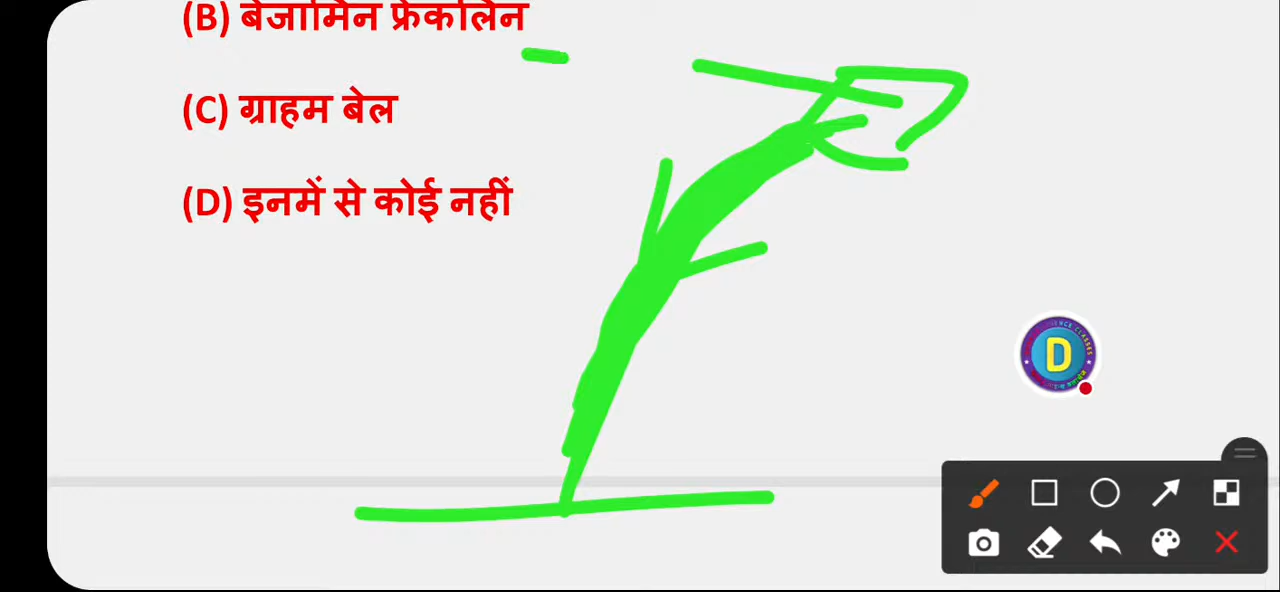 (B) बेंजामिन फ्रेंकलिन
(C) ग्राहम बेल
(D) इनमें से कोई नहीं
D